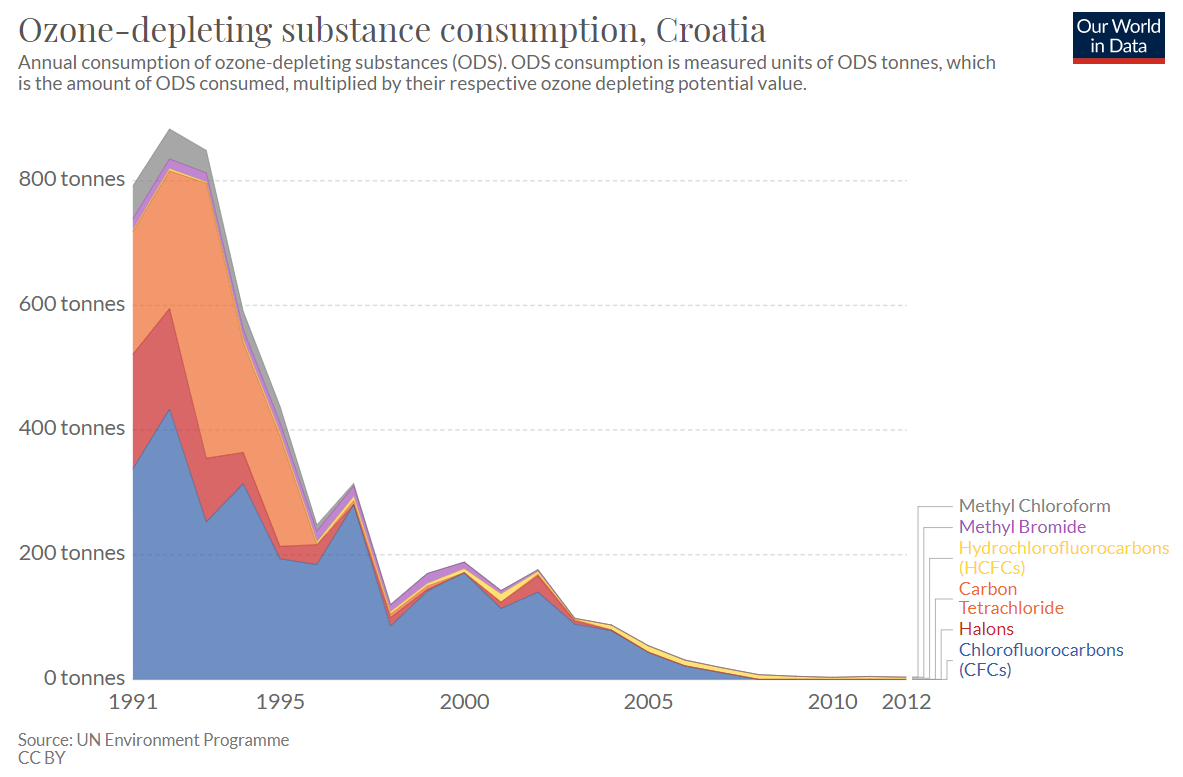 Ozone-depleting substance consumption, Croatia
Our World
in Data
Annual consumption of ozone-depleting substances (ODS). ODS consumption is measured units of ODS tonnes, which
is the amount of ODS consumed, multiplied by their respective ozone depleting potential value.
800 tonnes
600 tonnes
400 tonnes
200 tonnes
0 tonnes
1991 1995 2000 2005 2010 2012
Methyl Chloroform
Methyl Bromide
Hydrochlorofluorocarbons
(HCFCs)
Carbon
Tetrachloride
Halons
Chlorofluorocarbons
(CFCs)
Source: UN Environment Programme
CC BY